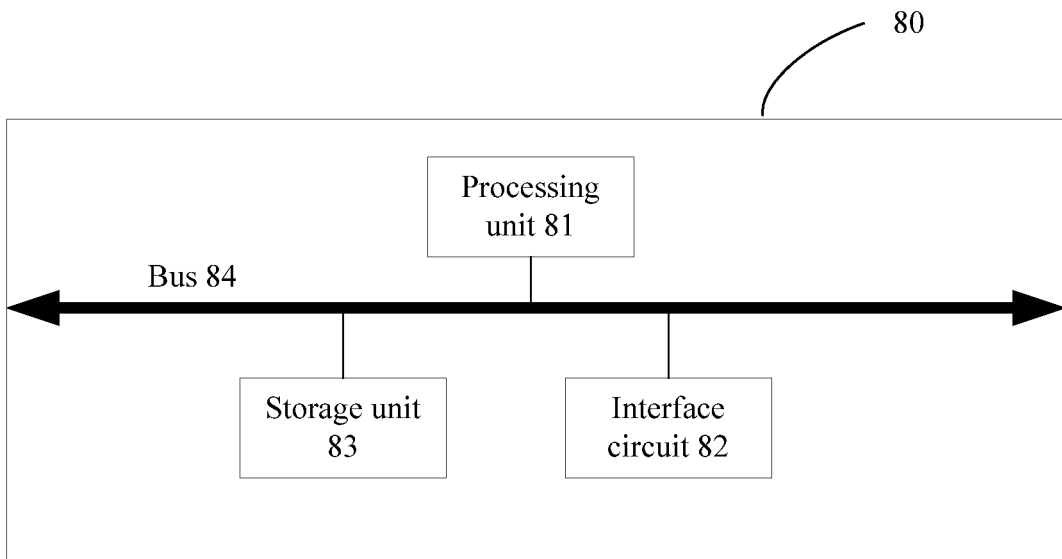 80
Processing
unit 81
Bus 84
Storage unit
83
Interface
circuit 82